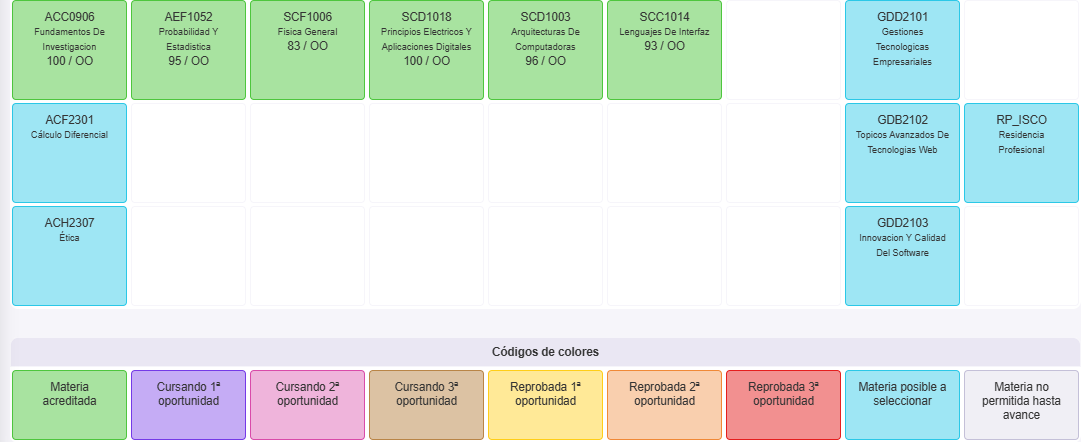 ACC0906
Fundamentos De
Investigacion
100 / OO
AEF1052
Probabilidad Y
Estadistica
95 / OO
SCF1006
Fisica General
83 / OO
SCD1018
Principios Electricos Y
Aplicaciones Digitales
100 / OO
SCD1003
Arquitecturas De
Computadoras
96 / OO
SCC1014
Lenguajes De Interfaz
93 / OO
GDD2101
Gestiones
Tecnologicas
Empresariales
ACF2301
Cálculo Diferencial
GDB2102
Topicos Avanzados De
Tecnologias Web
RP_ISCO
Residencia
Profesional
ACH2307
Ética
GDD2103
Innovacion Y Calidad
Del Software
Códigos de colores
Materia
acreditada
Cursando 1ª
oportunidad
Cursando 2ª
oportunidad
Cursando 3ª
oportunidad
Reprobada 1ª
oportunidad
Reprobada 2ª
oportunidad
Reprobada 3ª
oportunidad
Materia posible a
seleccionar
Materia no
permitida hasta
avance